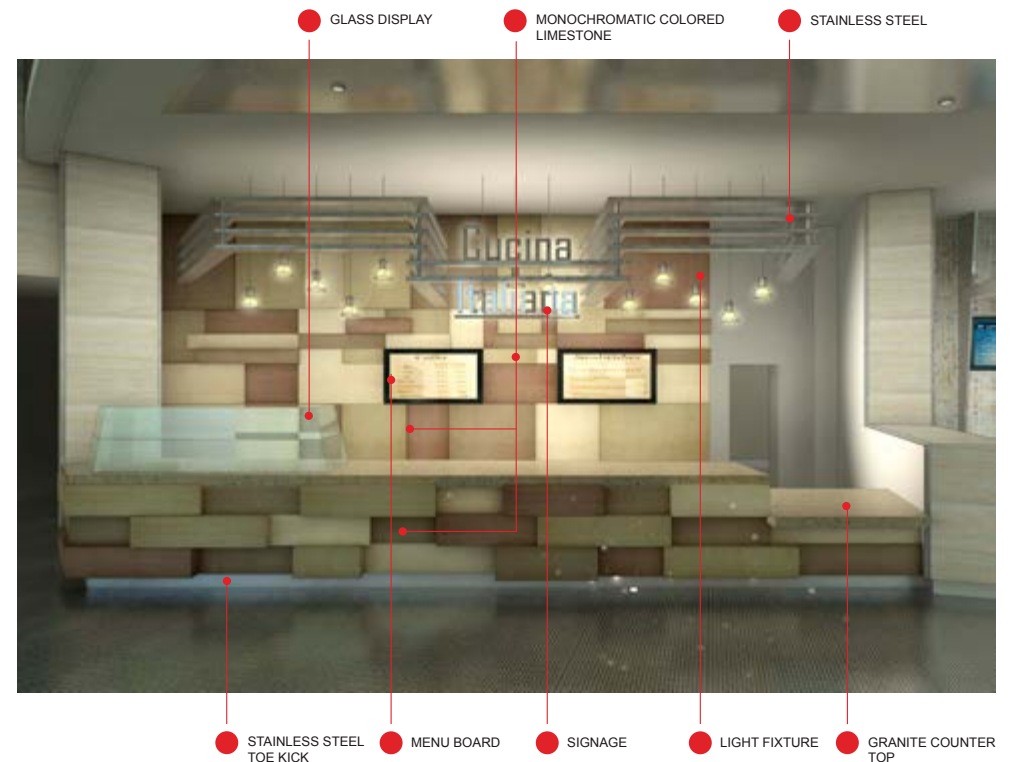 GLASS DISPLAY
MONOCHROMATIC COLORED
LIMESTONE
STAINLESS STEEL
Cucina
Italiana
STAINLESS STEEL
TOE KICK
MENU BOARD
SIGNAGE
LIGHT FIXTURE
GRANITE COUNTER
TOP